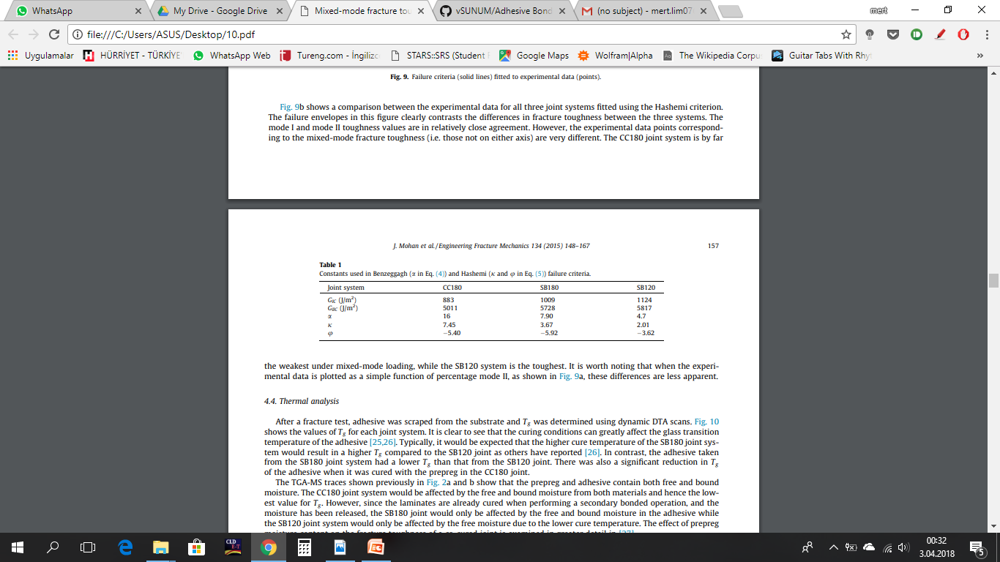 WhatsApp
My Drive - Google Drive
Mixed-mode fracture tou
vSUNUM/Adhesive Bond
(no subject) - mert.lim07
mert
file:///C:/Users/ASUS/Desktop/10.pdf
Uygulamalar
HÜRRİYET - TÜRKİYE
WhatsApp Web
Tureng.com - İngilizc
STARS::SRS (Student
Google Maps
Wolfram|Alpha
The Wikipedia Corpu
Guitar Tabs With Rhy
»
Fig. 9. Failure criteria (solid lines) fitted to experimental data (points).
Fig. 9b shows a comparison between the experimental data for all three joint systems fitted using the Hashemi criterion.
The failure envelopes in this figure clearly contrasts the differences in fracture toughness between the three systems. The
mode I and mode II toughness values are in relatively close agreement. However, the experimental data points correspond-
ing to the mixed-mode fracture toughness (i.e. those not on either axis) are very different. The CC180 joint system is by far
J. Mohan et al. / Engineering Fracture Mechanics 134 (2015) 148–167 157
Table 1
Constants used in Benzeggagh (α in Eq. (4)) and Hashemi (κ and φ in Eq. (5)) failure criteria.
Joint system CC180 SB180 SB120
GIC (J/m²) 883 1009 1124
GIIC (J/m²) 5011 5728 5817
α 16 7.90 4.7
κ 7.45 3.67 2.01
φ −5.40 −5.92 −3.62
the weakest under mixed-mode loading, while the SB120 system is the toughest. It is worth noting that when the experi-
mental data is plotted as a simple function of percentage mode II, as shown in Fig. 9a, these differences are less apparent.
4.4. Thermal analysis
After a fracture test, adhesive was scraped from the substrate and Tg was determined using dynamic DTA scans. Fig. 10
shows the values of Tg for each joint system. It is clear to see that the curing conditions can greatly affect the glass transition
temperature of the adhesive [25,26]. Typically, it would be expected that the higher cure temperature of the SB180 joint sys-
tem would result in a higher Tg compared to the SB120 joint as others have reported [26]. In contrast, the adhesive taken
from the SB180 joint system had a lower Tg than that from the SB120 joint. There was also a significant reduction in Tg
of the adhesive when it was cured with the prepreg in the CC180 joint.
The TGA-MS traces shown previously in Fig. 2a and b show that the prepreg and adhesive contain both free and bound
moisture. The CC180 joint system would be affected by the free and bound moisture from both materials and hence the low-
est value for Tg. However, since the laminates are already cured when performing a secondary bonded operation, and the
moisture has been released, the SB180 joint would only be affected by the free and bound moisture in the adhesive while
the SB120 joint system would only be affected by the free moisture due to the lower cure temperature. The effect of prepreg
moisture content on the fracture toughness of a co-cured joint is examined in greater detail in [27].
CLD
E-T
00:32
3.04.2018
5